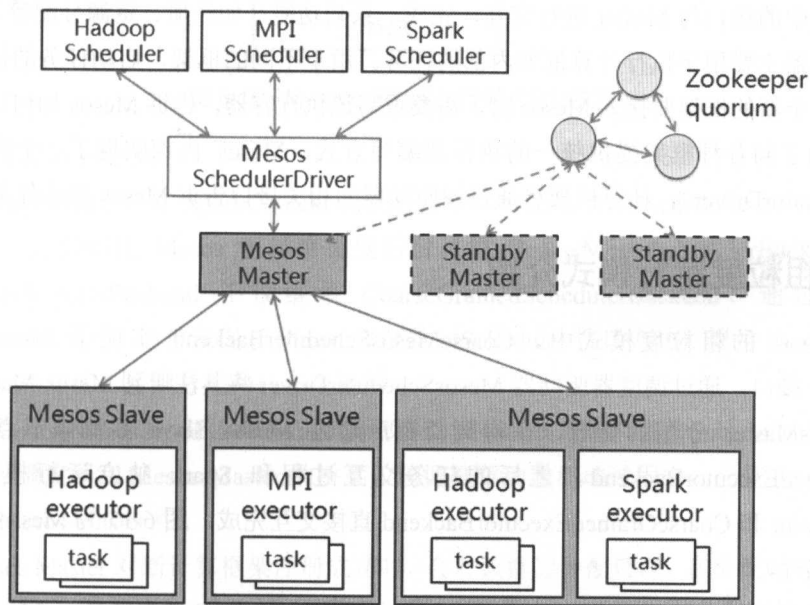 Hadoop
Scheduler
MPI
Scheduler
Spark
Scheduler
Zookeeper
quorum
Mesos
SchedulerDriver
Mesos
Master
Standby
Master
Standby
Master
Mesos Slave
Hadoop
executor
task
Mesos Slave
MPI
executor
task
Mesos Slave
Hadoop
executor
task
Spark
executor
task